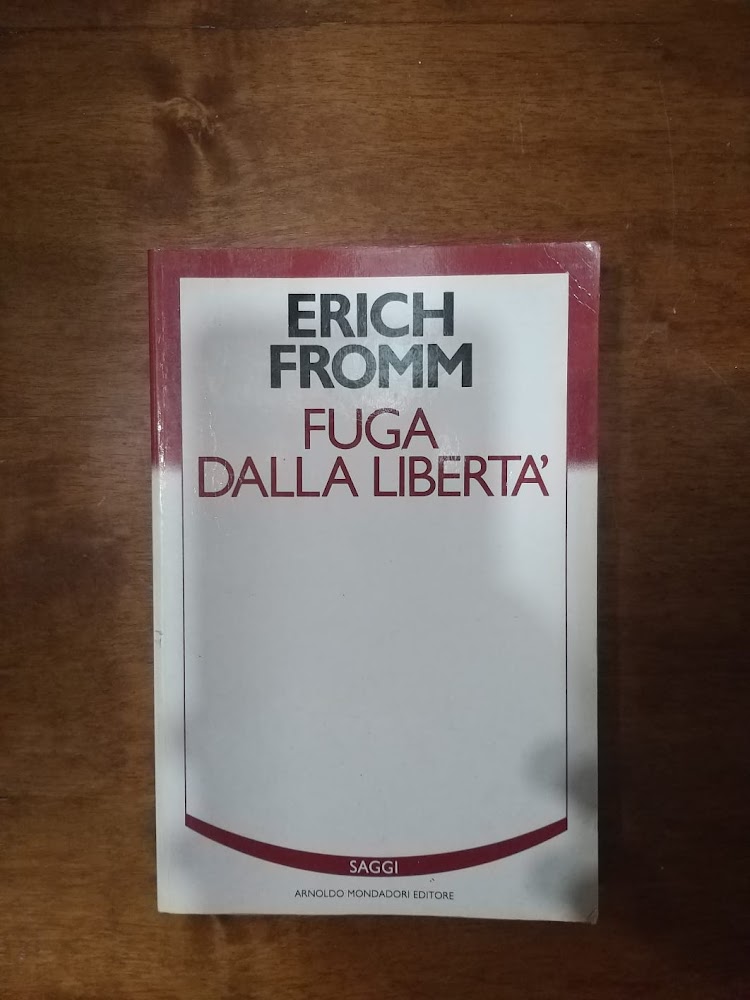 ERICH
FROMM
FUGA
DALLA LIBERTA'
SAGGI
ARNOLDO MONDADORI EDITORE